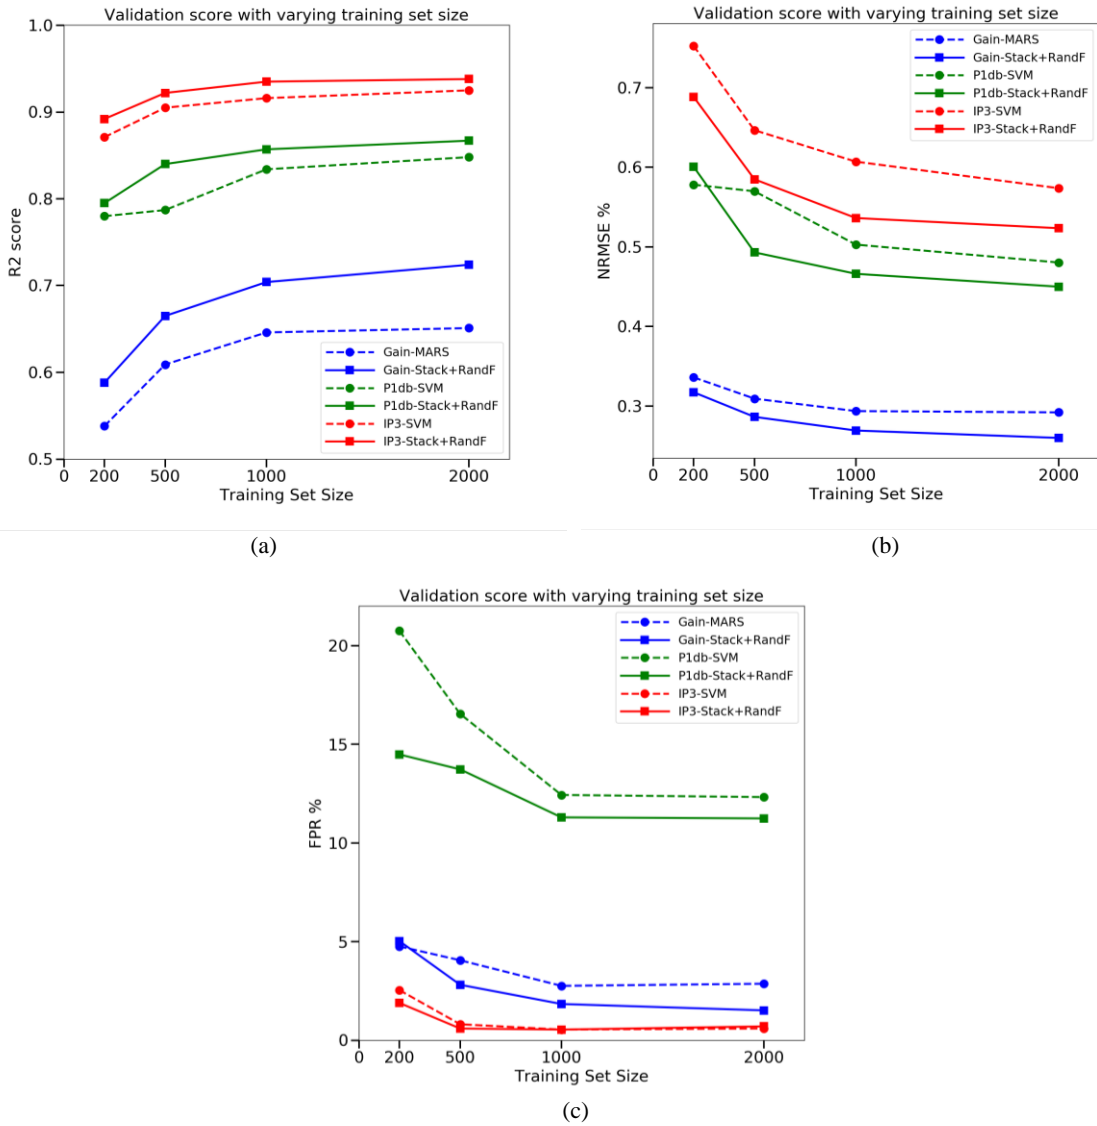 Validation score with varying training set size
1.0
0.9
0.8
0.7
0.6
0.5
R2 score
Gain-MARS
Gain-Stack+RandF
P1db-SVM
P1db-Stack+RandF
IP3-SVM
IP3-Stack+RandF
0 200 500 1000 2000
Training Set Size
(a)
Validation score with varying training set size
0.7
0.6
0.5
0.4
0.3
NRMSE %
Gain-MARS
Gain-Stack+RandF
P1db-SVM
P1db-Stack+RandF
IP3-SVM
IP3-Stack+RandF
0 200 500 1000 2000
Training Set Size
(b)
Validation score with varying training set size
20
15
10
5
0
FPR %
Gain-MARS
Gain-Stack+RandF
P1db-SVM
P1db-Stack+RandF
IP3-SVM
IP3-Stack+RandF
0 200 500 1000 2000
Training Set Size
(c)